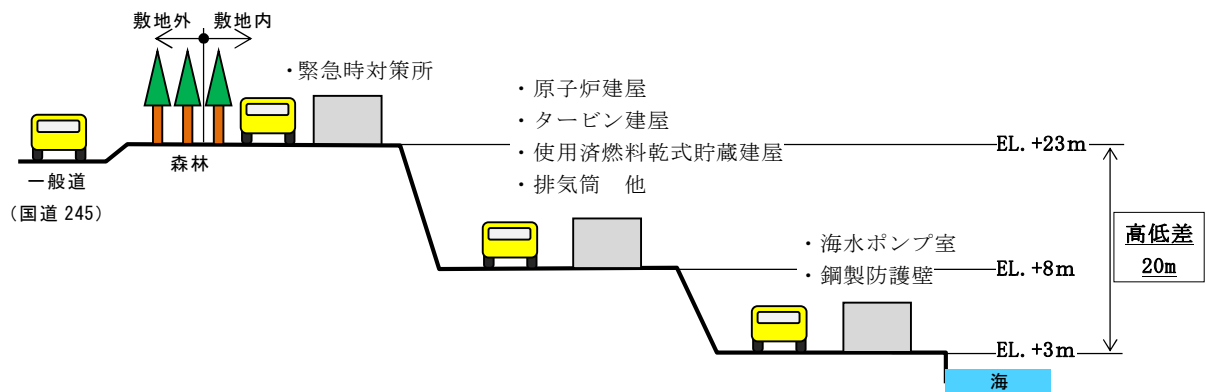 敷地外 敷地内
・緊急時対策所
・原子炉建屋
・タービン建屋
・使用済燃料乾式貯蔵建屋
・排気筒 他
EL. +23m
森林
一般道
(国道 245)
高低差
20m
・海水ポンプ室
・鋼製防護壁
EL. +8m
EL. +3m
海